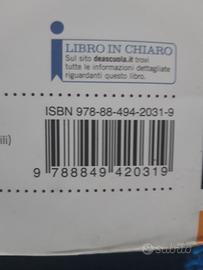 LIBRO IN CHIARO
Sul sito deascuola.it trovi
tutte le informazioni dettagliate
riguardanti questo libro.
ISBN 978-88-494-2031-9
ili)
9 788849 420319
subito